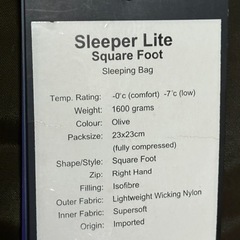 Sleeper Lite
Square Foot
Sleeping Bag
Temp. Rating: -0°c (comfort) -7°c (low)
Weight: 1600 grams
Colour: Olive
Packsize: 23x23cm
(fully compressed)
Shape/Style: Square Foot
Zip: Right Hand
Filling: Isofibre
Outer Fabric: Lightweight Wicking Nylon
Inner Fabric: Supersoft
Origin: Imported